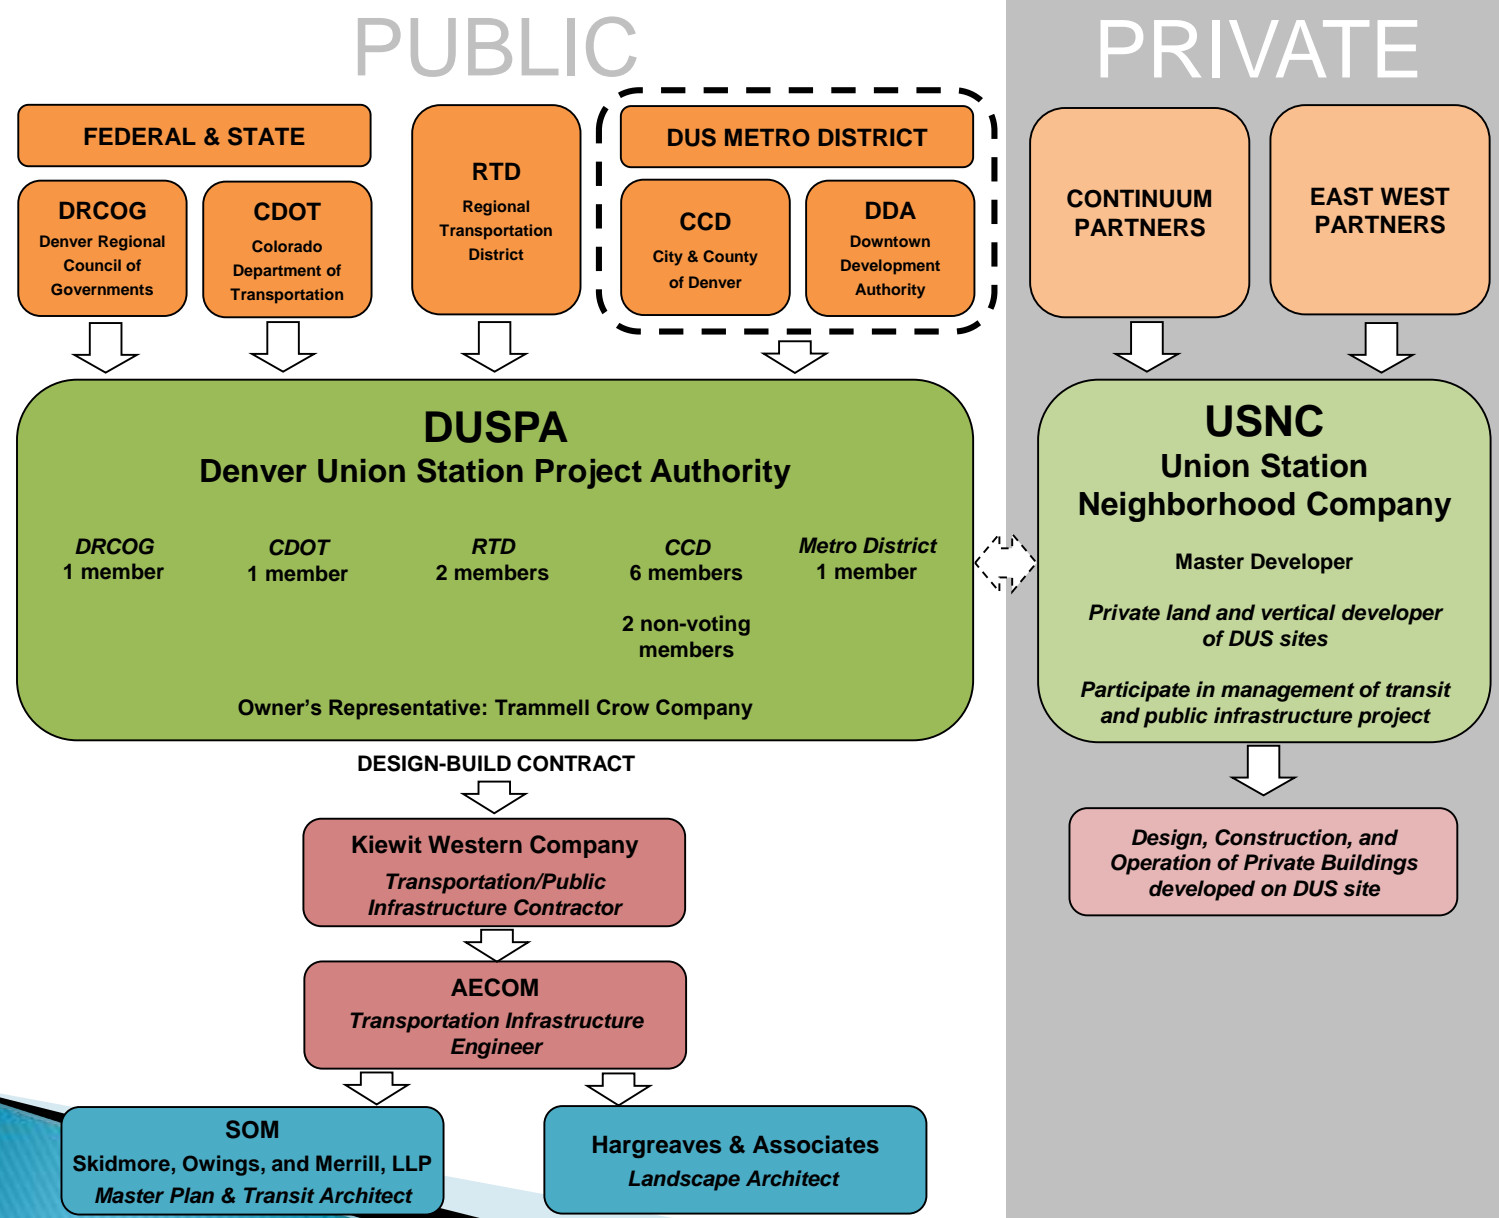 PUBLIC
PRIVATE
FEDERAL & STATE
DRCOG
Denver Regional
Council of
Governments
CDOT
Colorado
Department of
Transportation
RTD
Regional
Transportation
District
DUS METRO DISTRICT
CCD
City & County
of Denver
DDA
Downtown
Development
Authority
CONTINUUM
PARTNERS
EAST WEST
PARTNERS
DUSPA
Denver Union Station Project Authority
DRCOG
1 member
CDOT
1 member
RTD
2 members
CCD
6 members
2 non-voting
members
Metro District
1 member
Owner's Representative: Trammell Crow Company
USNC
Union Station
Neighborhood Company
Master Developer
Private land and vertical developer
of DUS sites
Participate in management of transit
and public infrastructure project
DESIGN-BUILD CONTRACT
Kiewit Western Company
Transportation/Public
Infrastructure Contractor
Design, Construction, and
Operation of Private Buildings
developed on DUS site
AECOM
Transportation Infrastructure
Engineer
SOM
Skidmore, Owings, and Merrill, LLP
Master Plan & Transit Architect
Hargreaves & Associates
Landscape Architect